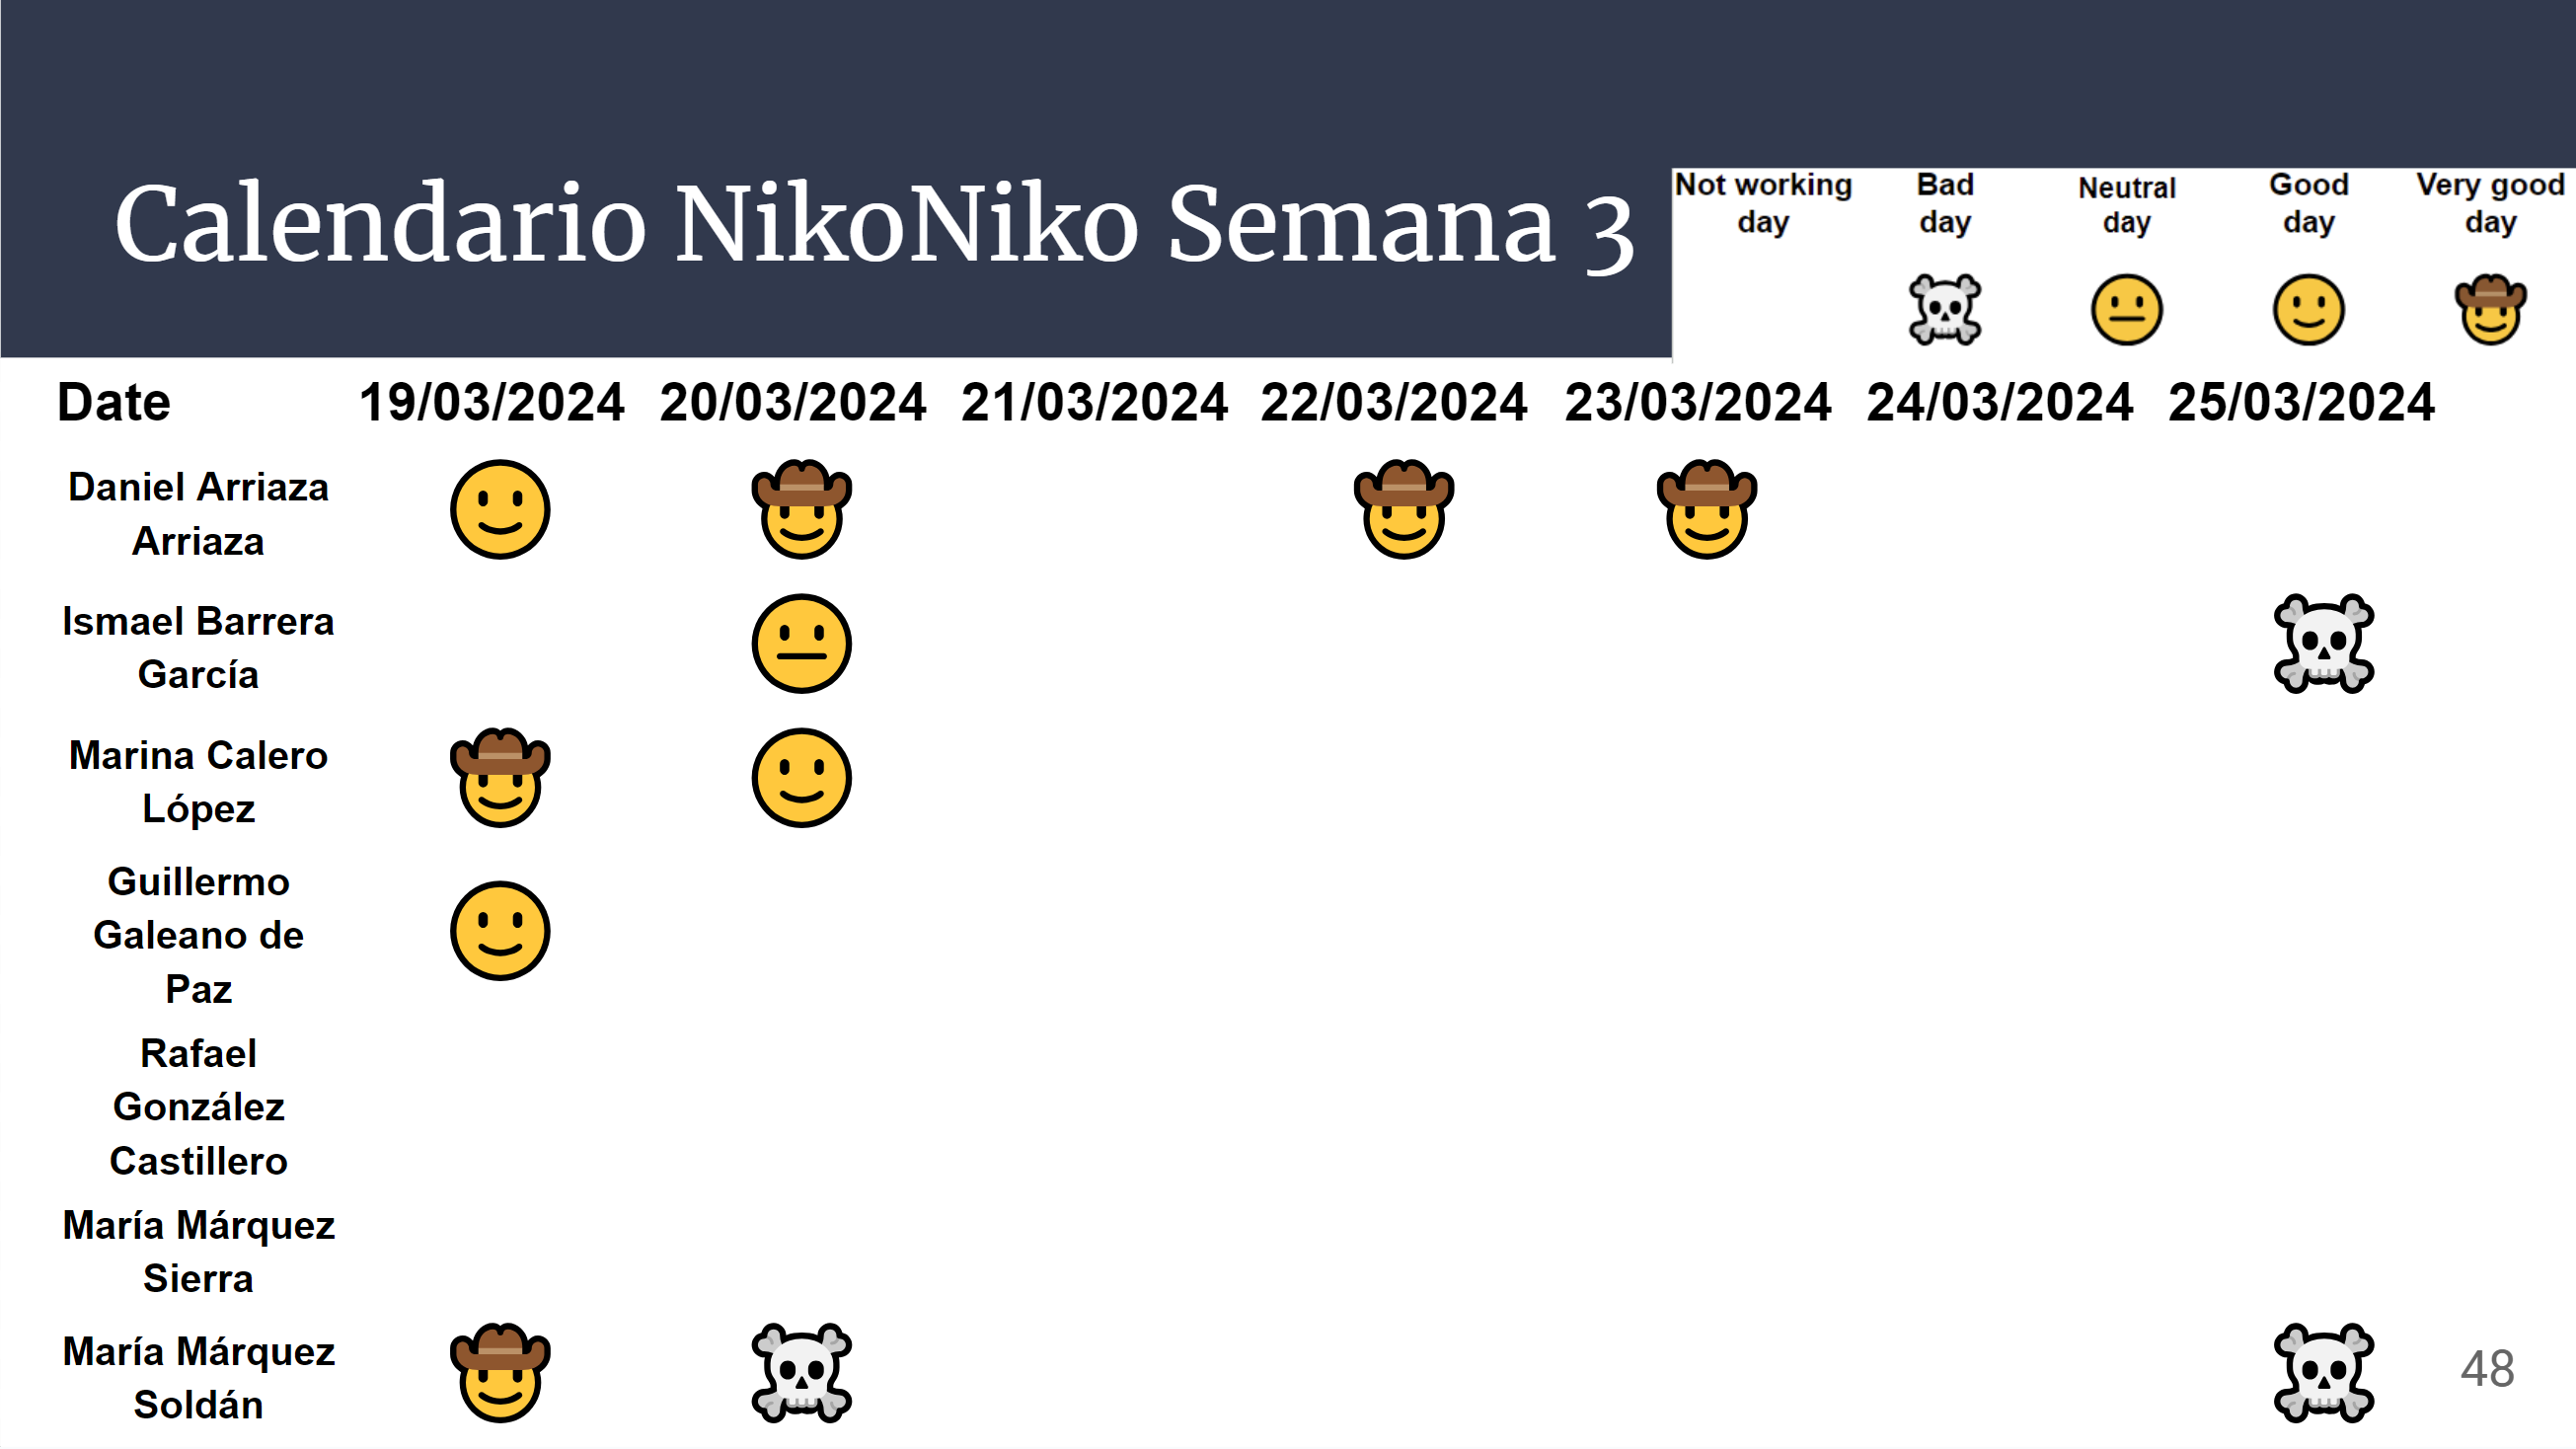 Calendario NikoNiko Semana 3
Not working Bad Neutral Good Very good
day day day day day
Date 19/03/2024 20/03/2024 21/03/2024 22/03/2024 23/03/2024 24/03/2024 25/03/2024
Daniel Arriaza
Arriaza
Ismael Barrera
García
Marina Calero
López
Guillermo
Galeano de
Paz
Rafael
González
Castillero
María Márquez
Sierra
María Márquez
Soldán
48